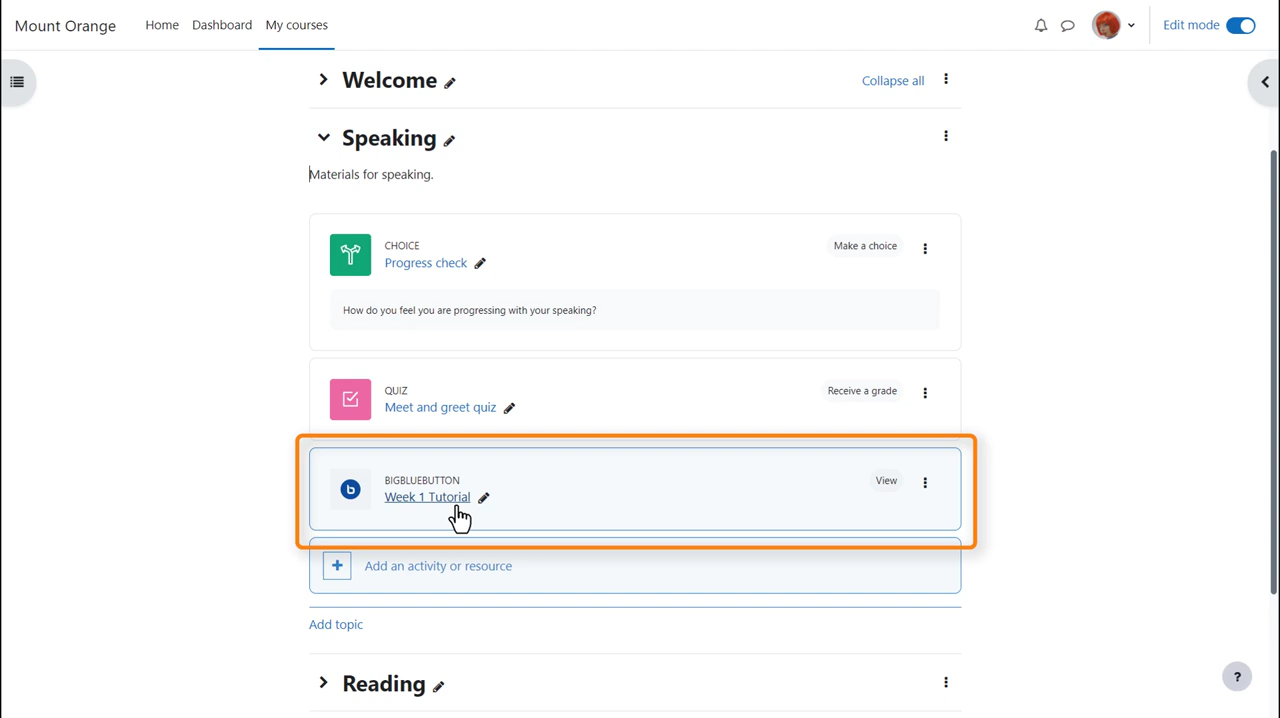 Mount Orange
Home Dashboard My courses
Edit mode
Welcome
Collapse all
Speaking
Materials for speaking.
CHOICE
Make a choice
Progress check
How do you feel you are progressing with your speaking?
QUIZ
Receive a grade
Meet and greet quiz
BIGBLUEBUTTON
View
b
Week 1 Tutorial
+ Add an activity or resource
Add topic
Reading
?